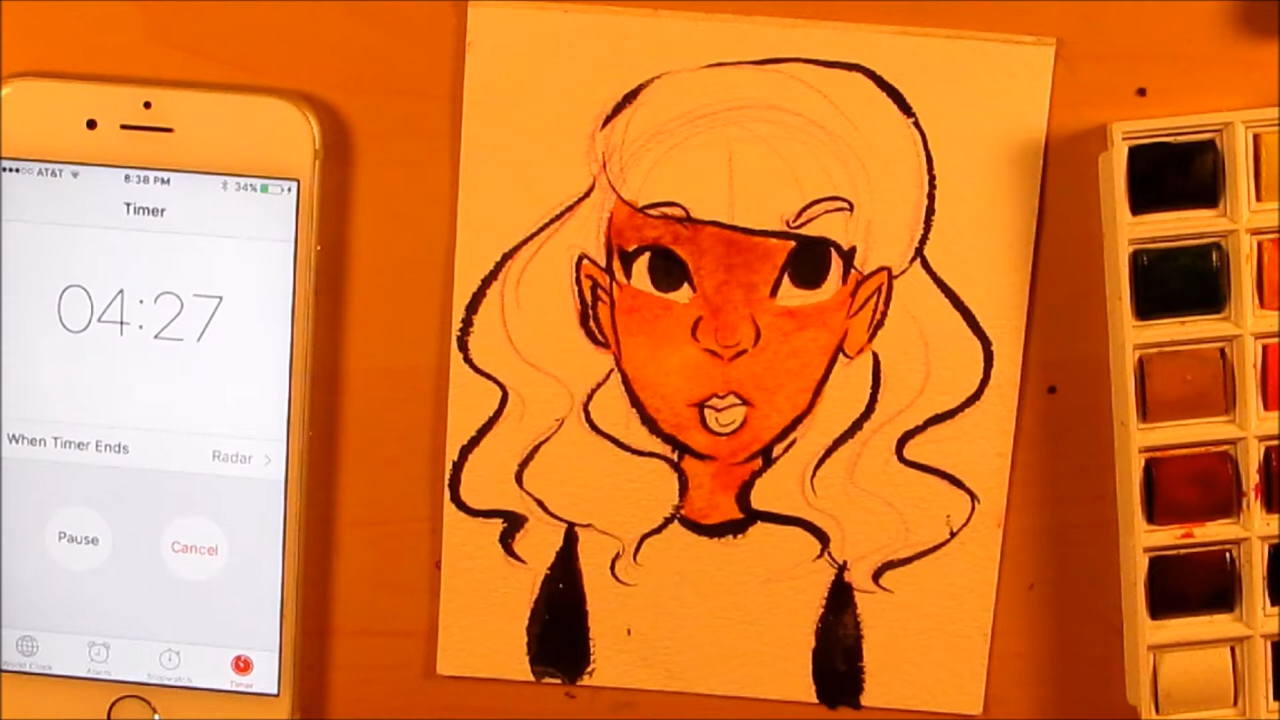 AT&T 8:38 PM 34%
Timer
04:27
When Timer Ends Radar >
Pause Cancel
World Clock Alarm Stopwatch Timer